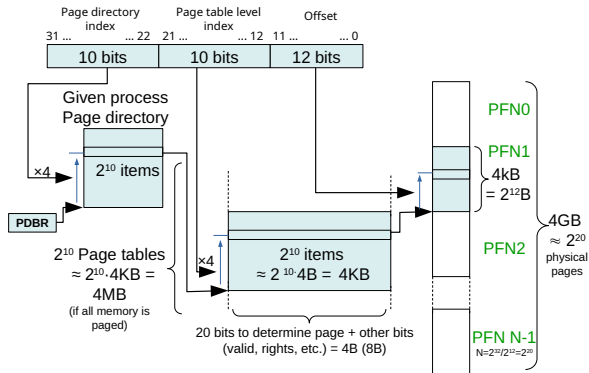 Page directory
index
Page table level
index
Offset
31 ... ... 22
21 ... ... 12
11 ... ...0
10 bits
10 bits
12 bits
Given process
Page directory
×4
2¹⁰ items
PDBR
2¹⁰ Page tables
≈ 2¹⁰·4KB =
4MB
(if all memory is
paged)
×4
2¹⁰ items
≈ 2 ¹⁰·4B = 4KB
20 bits to determine page + other bits
(valid, rights, etc.) = 4B (8B)
PFN0
PFN1
4kB
= 2¹²B
PFN2
PFN N-1
N=2³²/2¹²=2²⁰
4GB
≈ 2²⁰
physical
pages